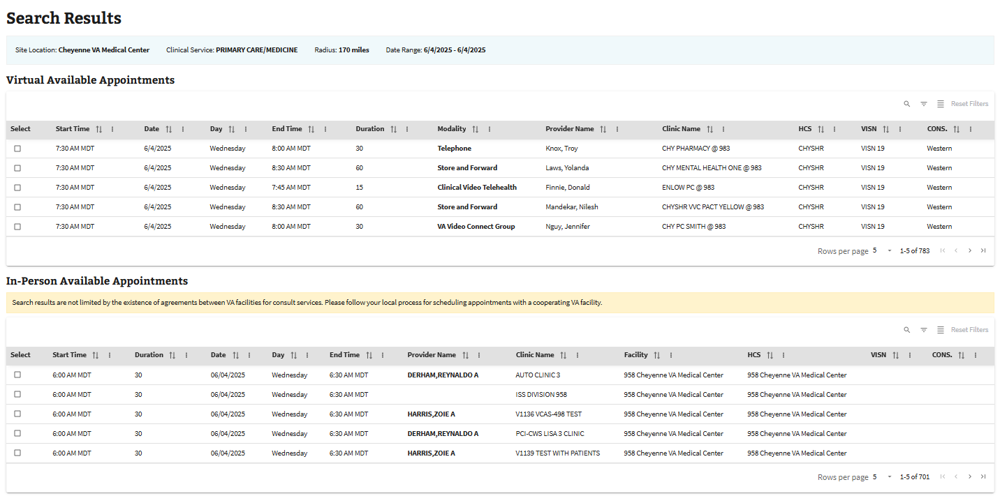 Search Results
Site Location: Cheyenne VA Medical Center Clinical Service: PRIMARY CARE/MEDICINE Radius: 170 miles Date Range: 6/4/2025 - 6/4/2025
Virtual Available Appointments
Reset Filters
Select Start Time Date Day End Time Duration Modality Provider Name Clinic Name HCS VISN CONS.
7:30 AM MDT 6/4/2025 Wednesday 8:00 AM MDT 30 Telephone Knox, Troy CHY PHARMACY @ 983 CHYSHR VISN 19 Western
7:30 AM MDT 6/4/2025 Wednesday 8:30 AM MDT 60 Store and Forward Laws, Yolanda CHY MENTAL HEALTH ONE @ 983 CHYSHR VISN 19 Western
7:30 AM MDT 6/4/2025 Wednesday 7:45 AM MDT 15 Clinical Video Telehealth Finnie, Donald ENLOW PC @ 983 CHYSHR VISN 19 Western
7:30 AM MDT 6/4/2025 Wednesday 8:30 AM MDT 60 Store and Forward Mandekar, Nilesh CHYSHR VVC PACT YELLOW @ 983 CHYSHR VISN 19 Western
7:30 AM MDT 6/4/2025 Wednesday 8:00 AM MDT 30 VA Video Connect Group Nguy, Jennifer CHY PC SMITH @ 983 CHYSHR VISN 19 Western
Rows per page 5 1-5 of 783
In-Person Available Appointments
Search results are not limited by the existence of agreements between VA facilities for consult services. Please follow your local process for scheduling appointments with a cooperating VA facility.
Reset Filters
Select Start Time Duration Date Day End Time Provider Name Clinic Name Facility HCS VISN CONS.
6:00 AM MDT 30 06/04/2025 Wednesday 6:30 AM MDT DERHAM,REYNALDO A AUTO CLINIC 3 958 Cheyenne VA Medical Center 958 Cheyenne VA Medical Center
6:00 AM MDT 30 06/04/2025 Wednesday 6:30 AM MDT ISS DIVISION 958 958 Cheyenne VA Medical Center 958 Cheyenne VA Medical Center
6:00 AM MDT 30 06/04/2025 Wednesday 6:30 AM MDT HARRIS,ZOIE A V1136 VCAS-498 TEST 958 Cheyenne VA Medical Center 958 Cheyenne VA Medical Center
6:00 AM MDT 30 06/04/2025 Wednesday 6:30 AM MDT DERHAM,REYNALDO A PCI-CWS LISA 3 CLINIC 958 Cheyenne VA Medical Center 958 Cheyenne VA Medical Center
6:00 AM MDT 30 06/04/2025 Wednesday 6:30 AM MDT HARRIS,ZOIE A V1139 TEST WITH PATIENTS 958 Cheyenne VA Medical Center 958 Cheyenne VA Medical Center
Rows per page 5 1-5 of 701